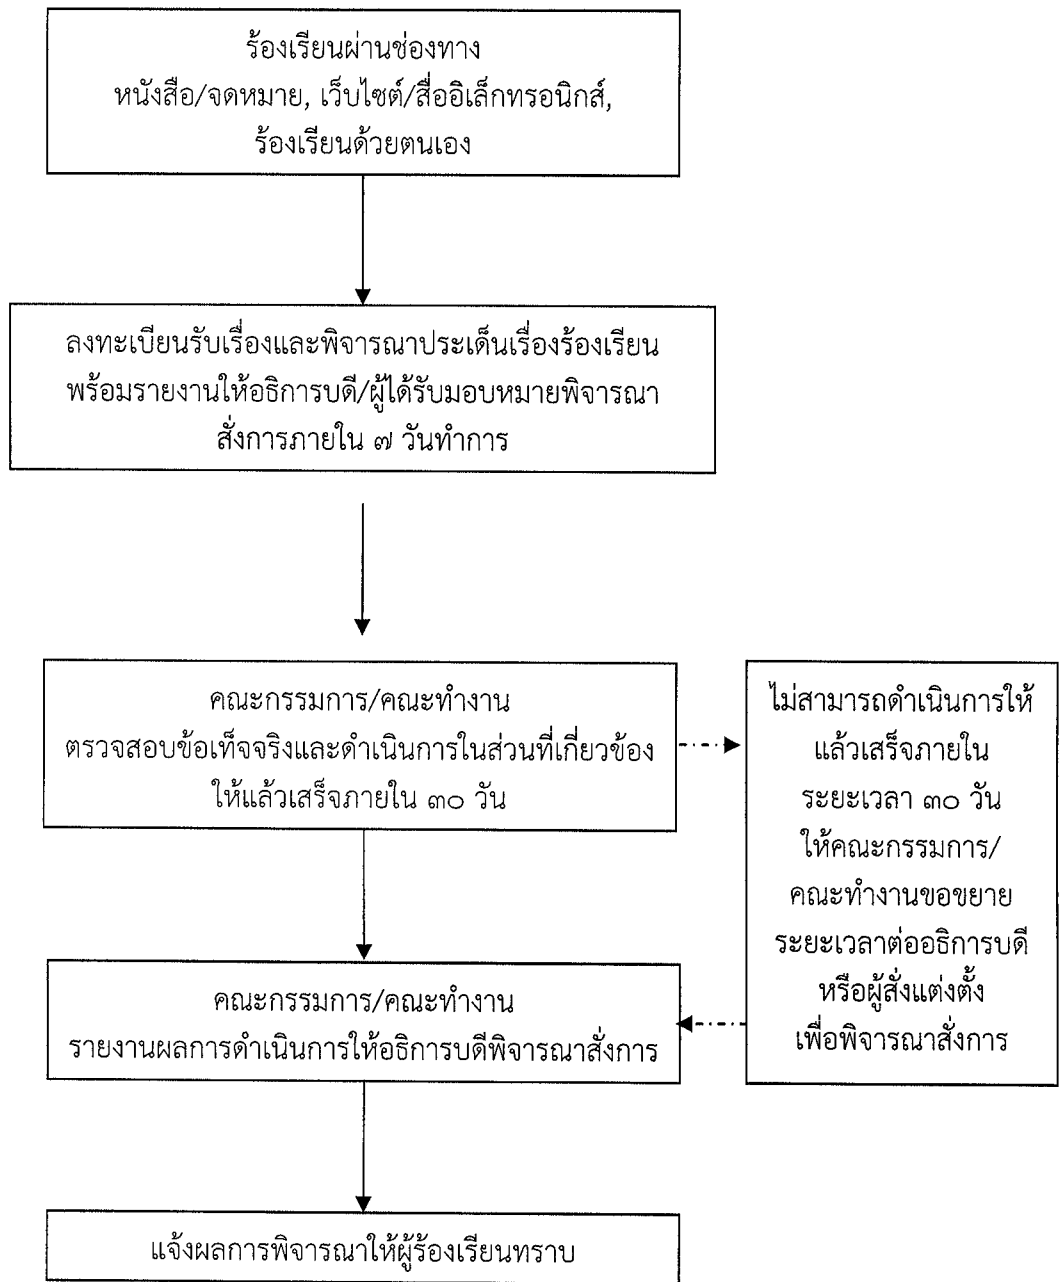 ร้องเรียนผ่านช่องทาง
หนังสือ/จดหมาย, เว็บไซต์/สื่ออิเล็กทรอนิกส์,
ร้องเรียนด้วยตนเอง
ลงทะเบียนรับเรื่องและพิจารณาประเด็นเรื่องร้องเรียน
พร้อมรายงานให้อธิการบดี/ผู้ได้รับมอบหมายพิจารณา
สั่งการภายใน ๗ วันทำการ
คณะกรรมการ/คณะทำงาน
ตรวจสอบข้อเท็จจริงและดำเนินการในส่วนที่เกี่ยวข้อง
ให้แล้วเสร็จภายใน ๓๐ วัน
ไม่สามารถดำเนินการให้
แล้วเสร็จภายใน
ระยะเวลา ๓๐ วัน
ให้คณะกรรมการ/
คณะทำงานขอขยาย
ระยะเวลาต่ออธิการบดี
หรือผู้สั่งแต่งตั้ง
เพื่อพิจารณาสั่งการ
คณะกรรมการ/คณะทำงาน
รายงานผลการดำเนินการให้อธิการบดีพิจารณาสั่งการ
แจ้งผลการพิจารณาให้ผู้ร้องเรียนทราบ